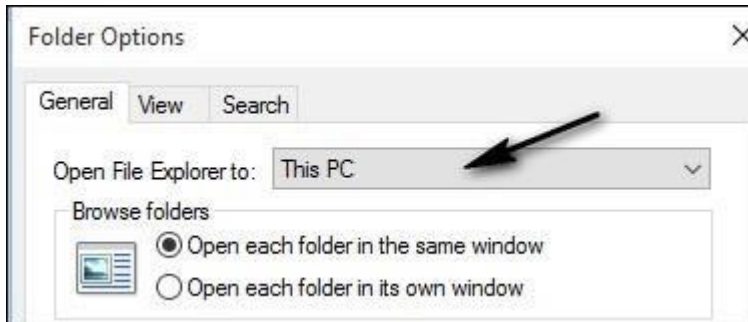 Folder Options
General View Search
Open File Explorer to: This PC
Browse folders
Open each folder in the same window
Open each folder in its own window